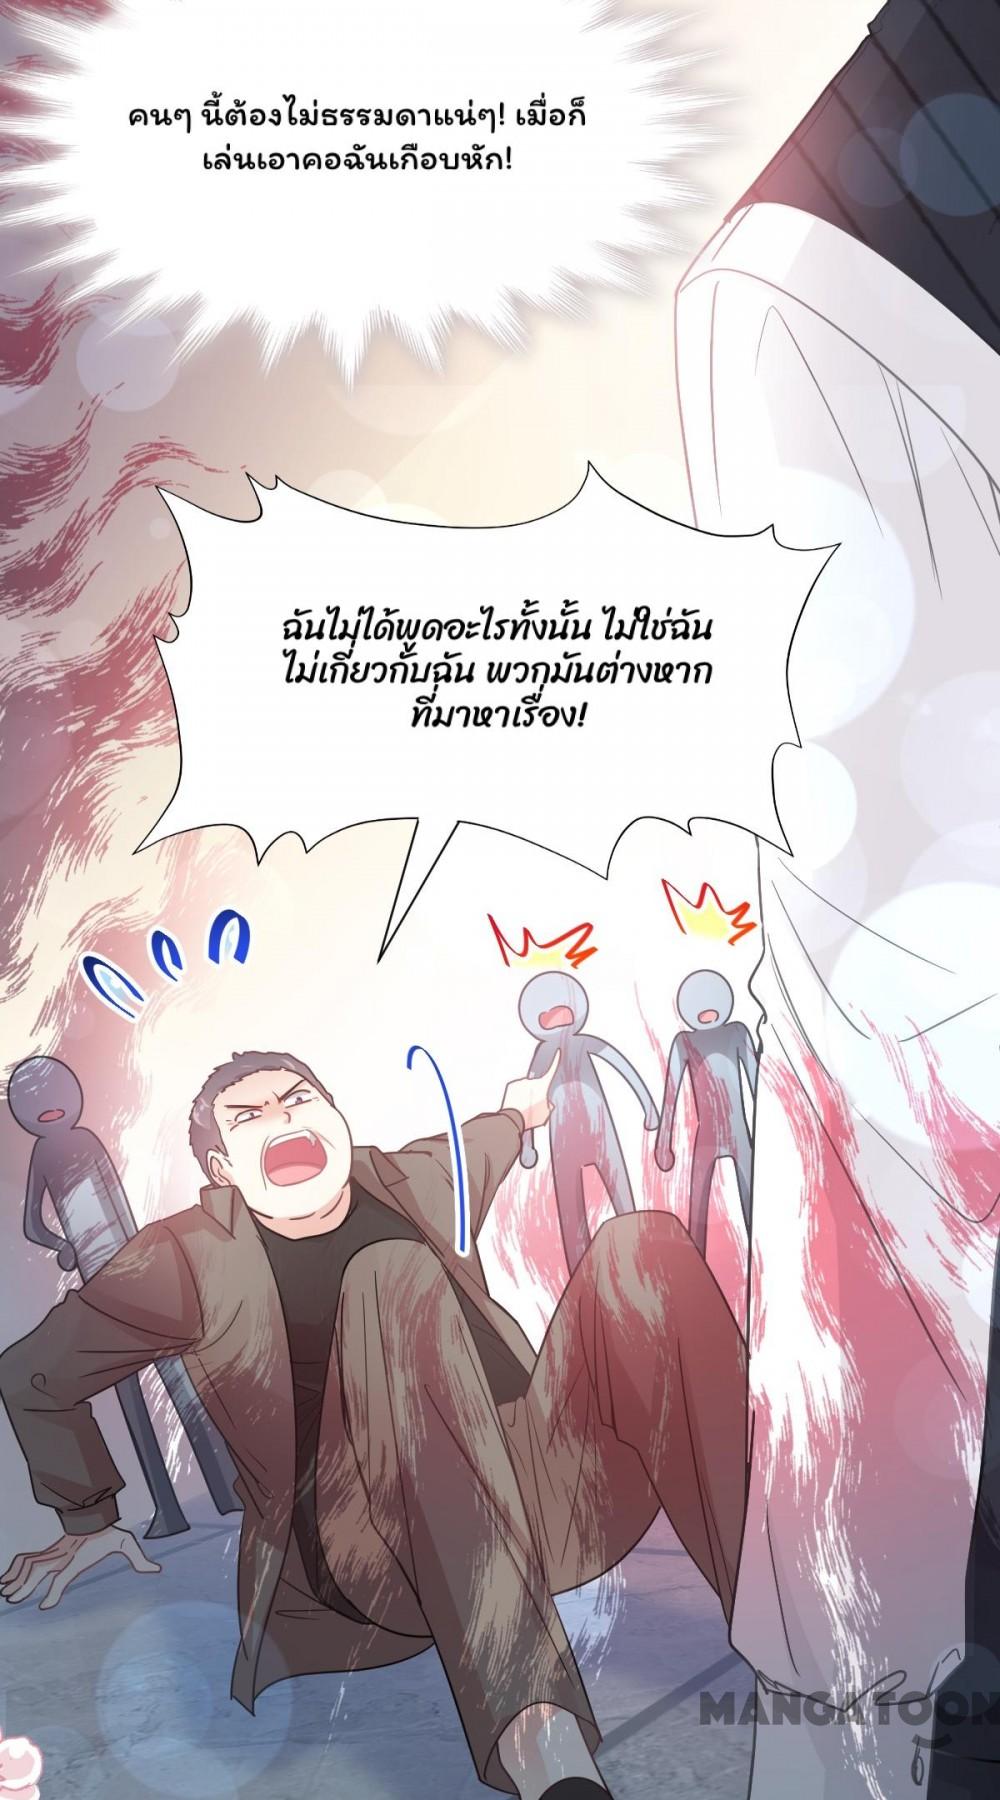 คนๆ นี้ต้องไม่ธรรมดาแน่ๆ! เมื่อกี้
เล่นเอาคอฉันเกือบหัก!
ฉันไม่ได้พูดอะไรทั้งนั้น ไม่ใช่ฉัน
ไม่เกี่ยวกับฉัน พวกมันต่างหาก
ที่มาหาเรื่อง!
MANGATOON